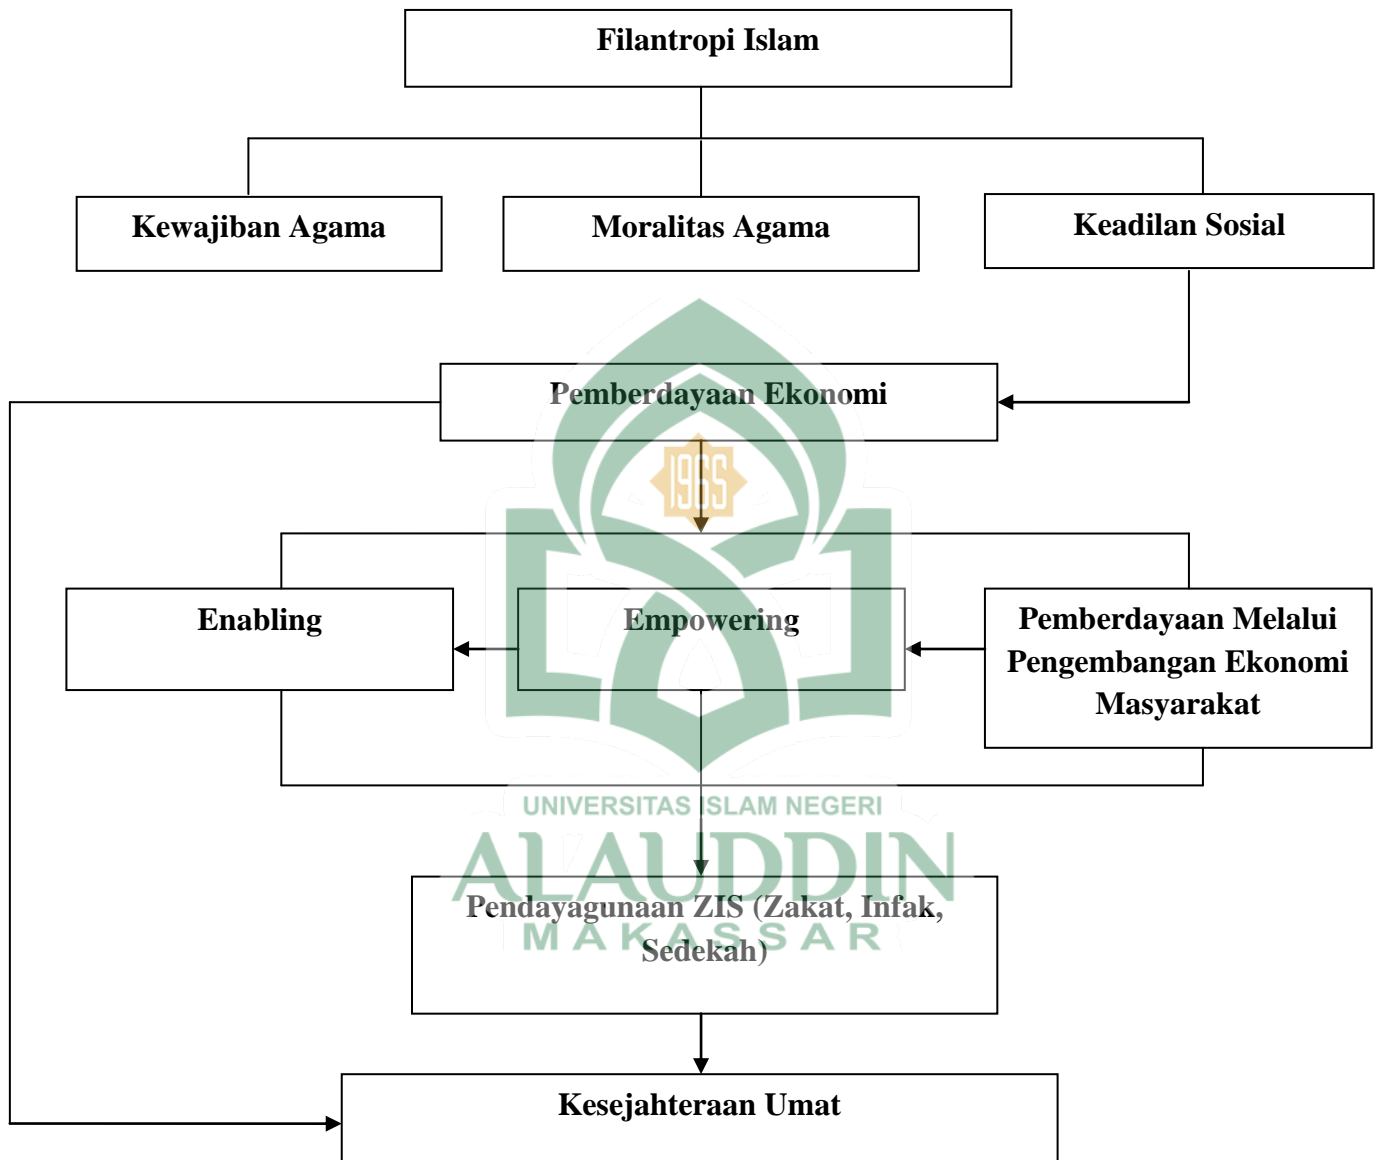 Filantropi Islam
Kewajiban Agama
Moralitas Agama
Keadilan Sosial
Pemberdayaan Ekonomi
1965
Enabling
Empowering
Pemberdayaan Melalui
Pengembangan Ekonomi
Masyarakat
UNIVERSITAS ISLAM NEGERI
ALAUDDIN
Pendayagunaan ZIS (Zakat, Infak,
MAKASSAR
Sedekah)
Kesejahteraan Umat